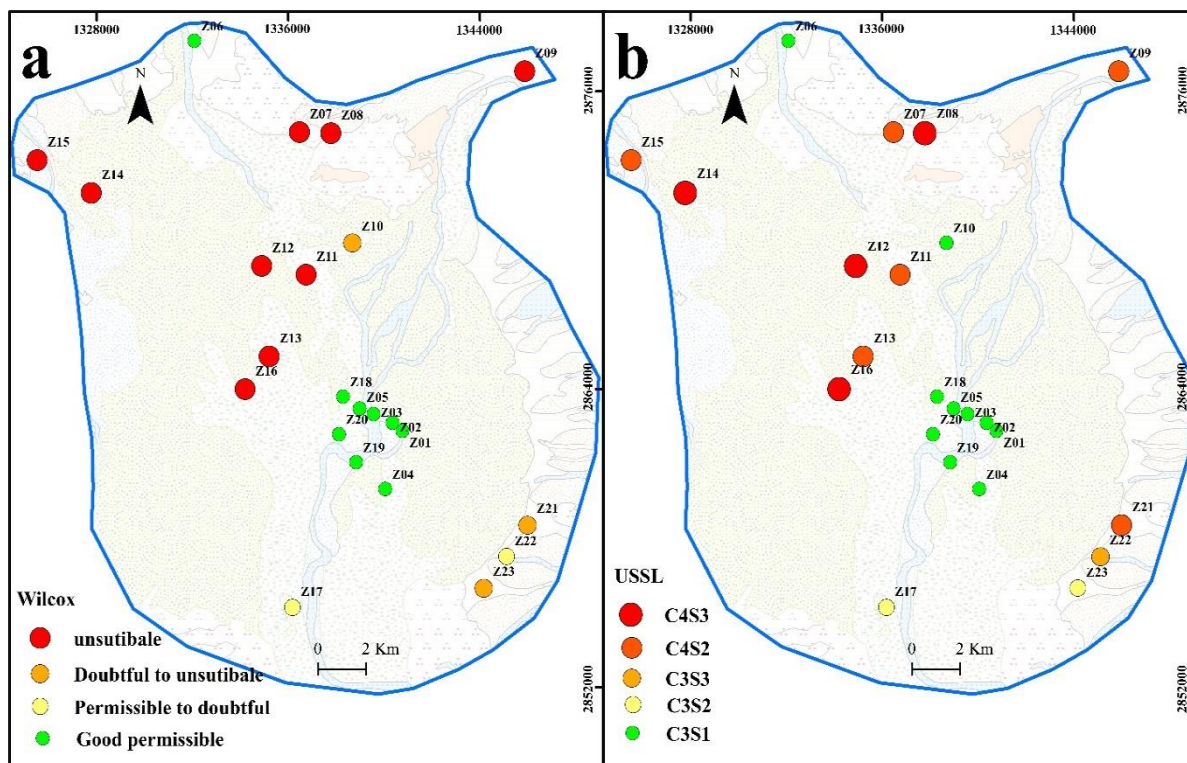 a
1328000
1336000
1344000
Z06
Z09
N
Z07
Z08
Z15
Z14
Z10
Z12
Z11
Z13
Z16
Z18
Z05
Z03
Z02
Z20
Z01
Z19
Z04
Z21
Z22
Z23
Z17
Wilcox
unsutibale
Doubtful to unsutibale
Permissible to doubtful
Good permissible
0 2 Km
2876000
2864000
2852000
b
1328000
1336000
1344000
Z06
Z09
N
Z07
Z08
Z15
Z14
Z10
Z12
Z11
Z13
Z16
Z18
Z05
Z03
Z02
Z20
Z01
Z19
Z04
Z21
Z22
Z23
Z17
USSL
C4S3
C4S2
C3S3
C3S2
C3S1
0 2 Km
2876000
2864000
2852000